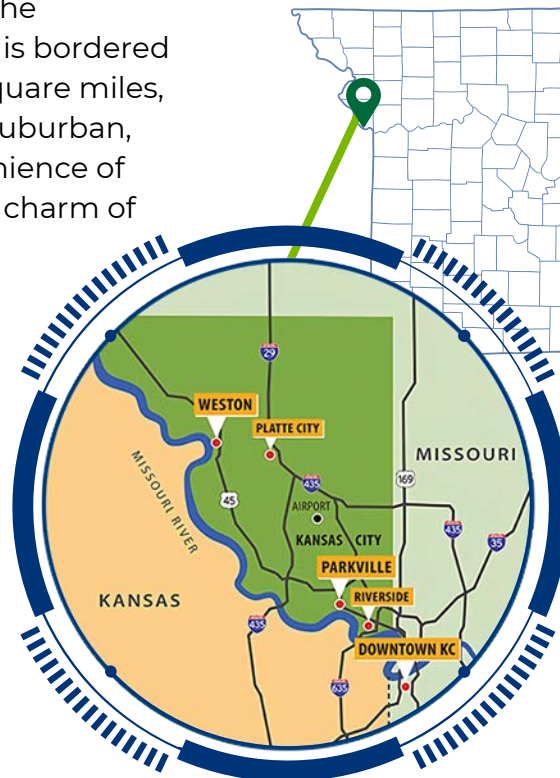 he
is bordered
quare miles,
uburban,
nience of
charm of
29
WESTON
PLATTE CITY
MISSOURI
435
169
45
AIRPORT
MISSOURI RIVER
435
35
KANSAS CITY
PARKVILLE
RIVERSIDE
KANSAS
435
DOWNTOWN KC
635